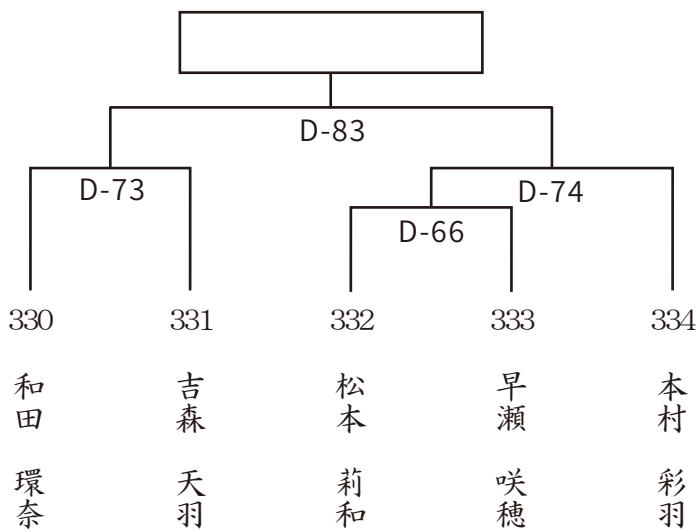 D-83
D-73
D-74
D-66
330
331
332
333
334
和田 環奈
吉森 天羽
松本 莉和
早瀬 咲穂
本村 彩羽